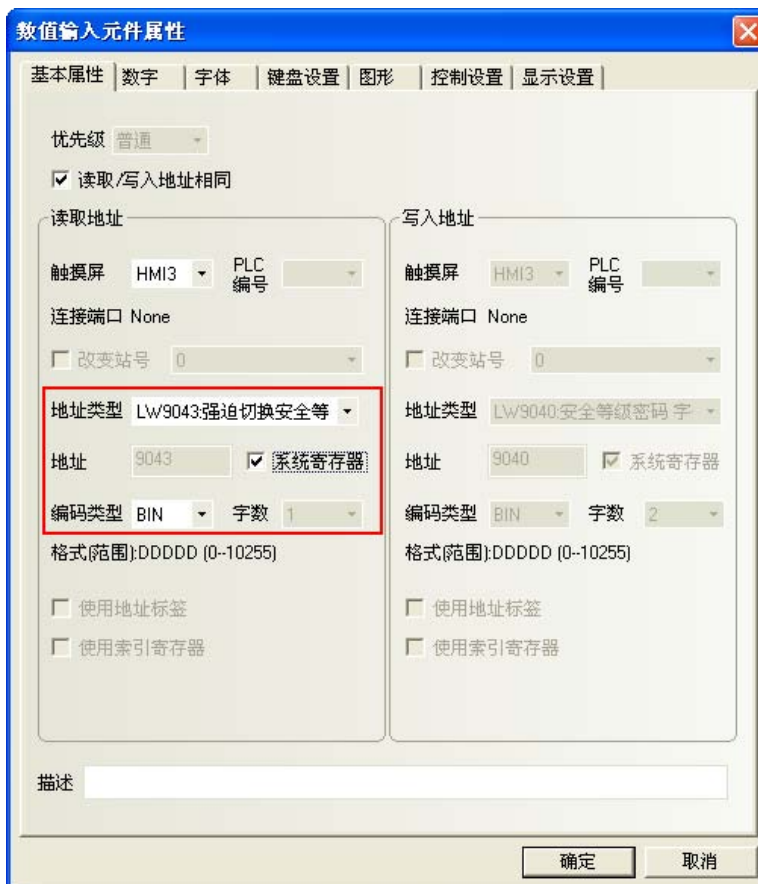 数值输入元件属性
基本属性 数字 字体 键盘设置 图形 控制设置 显示设置
优先级 普通
读取/写入地址相同
读取地址
触摸屏 HMI3 PLC编号
连接端口 None
改变站号 0
地址类型 LW9043:强迫切换安全等
地址 9043 系统寄存器
编码类型 BIN 字数 1
格式(范围):DDDDD (0--10255)
使用地址标签
使用索引寄存器
写入地址
触摸屏 HMI3 PLC编号
连接端口 None
改变站号 0
地址类型 LW9040:安全等级密码 字
地址 9040 系统寄存器
编码类型 BIN 字数 2
格式(范围):DDDDD (0--10255)
使用地址标签
使用索引寄存器
描述
确定 取消